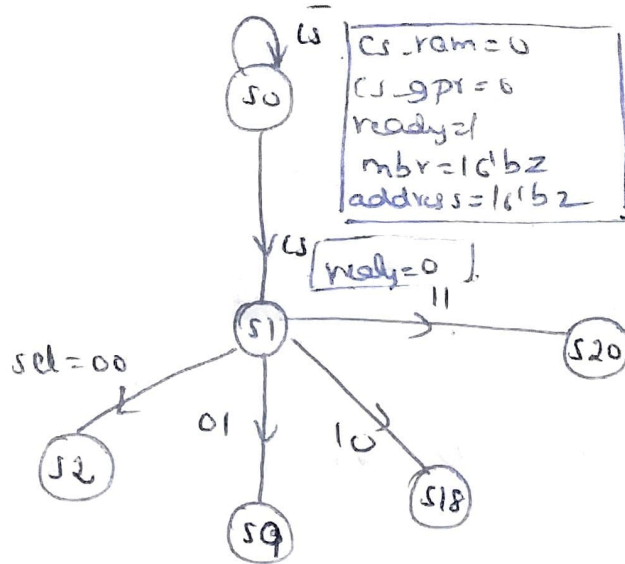 cs
cs_ram=0
S0
cs_gpr=0
ready=1
mbr=16'bz
address=16'bz
cs
ready=0
11
S1
S20
sel=00
01
10
S2
S18
S9